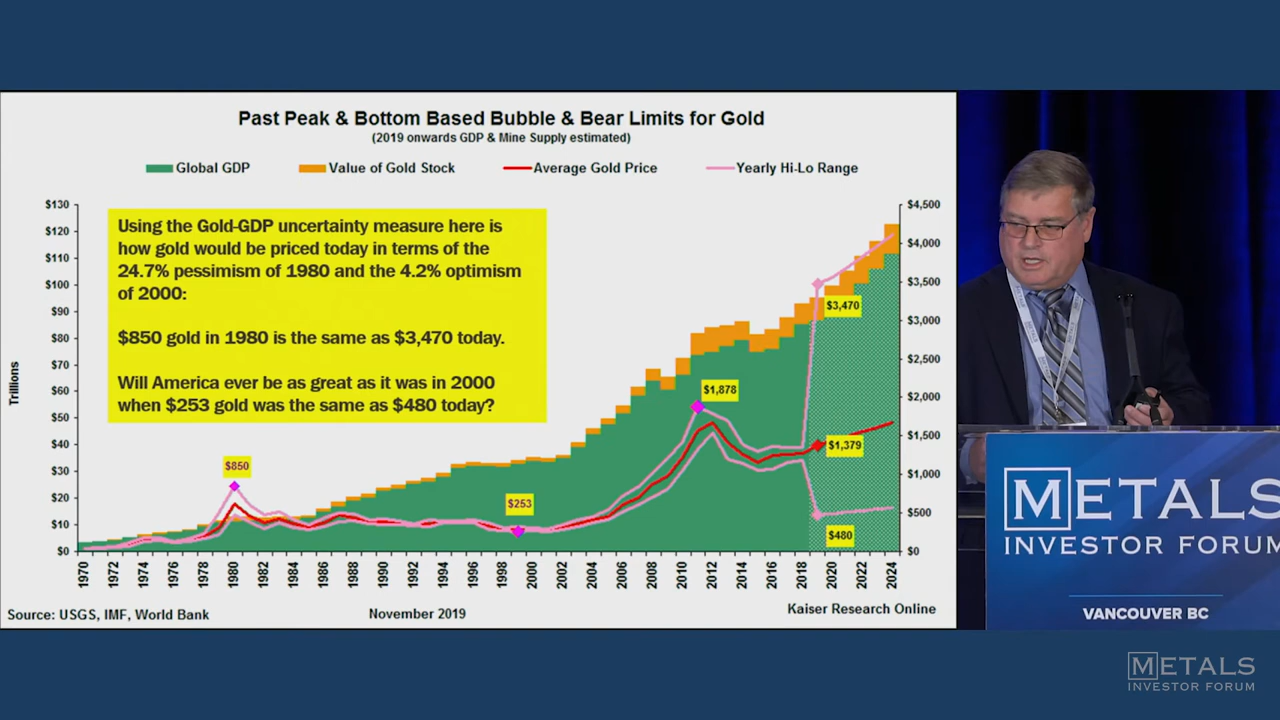 Past Peak & Bottom Based Bubble & Bear Limits for Gold
(2019 onwards GDP & Mine Supply estimated)
Global GDP
Value of Gold Stock
Average Gold Price
Yearly Hi-Lo Range
Trillions
$130
$120
$110
$100
$90
$80
$70
$60
$50
$40
$30
$20
$10
$0
Using the Gold-GDP uncertainty measure here is
how gold would be priced today in terms of the
24.7% pessimism of 1980 and the 4.2% optimism
of 2000:
$850 gold in 1980 is the same as $3,470 today.
Will America ever be as great as it was in 2000
when $253 gold was the same as $480 today?
$850
$253
$1,878
$3,470
$1,379
$480
$4,500
$4,000
$3,500
$3,000
$2,500
$2,000
$1,500
$1,000
$500
$0
1970
1972
1974
1976
1978
1980
1982
1984
1986
1988
1990
1992
1994
1996
1998
2000
2002
2004
2006
2008
2010
2012
2014
2016
2018
2020
2022
2024
Source: USGS, IMF, World Bank
November 2019
Kaiser Research Online
METALS
INVESTOR FORUM
VANCOUVER BC
METALS
INVESTOR FORUM